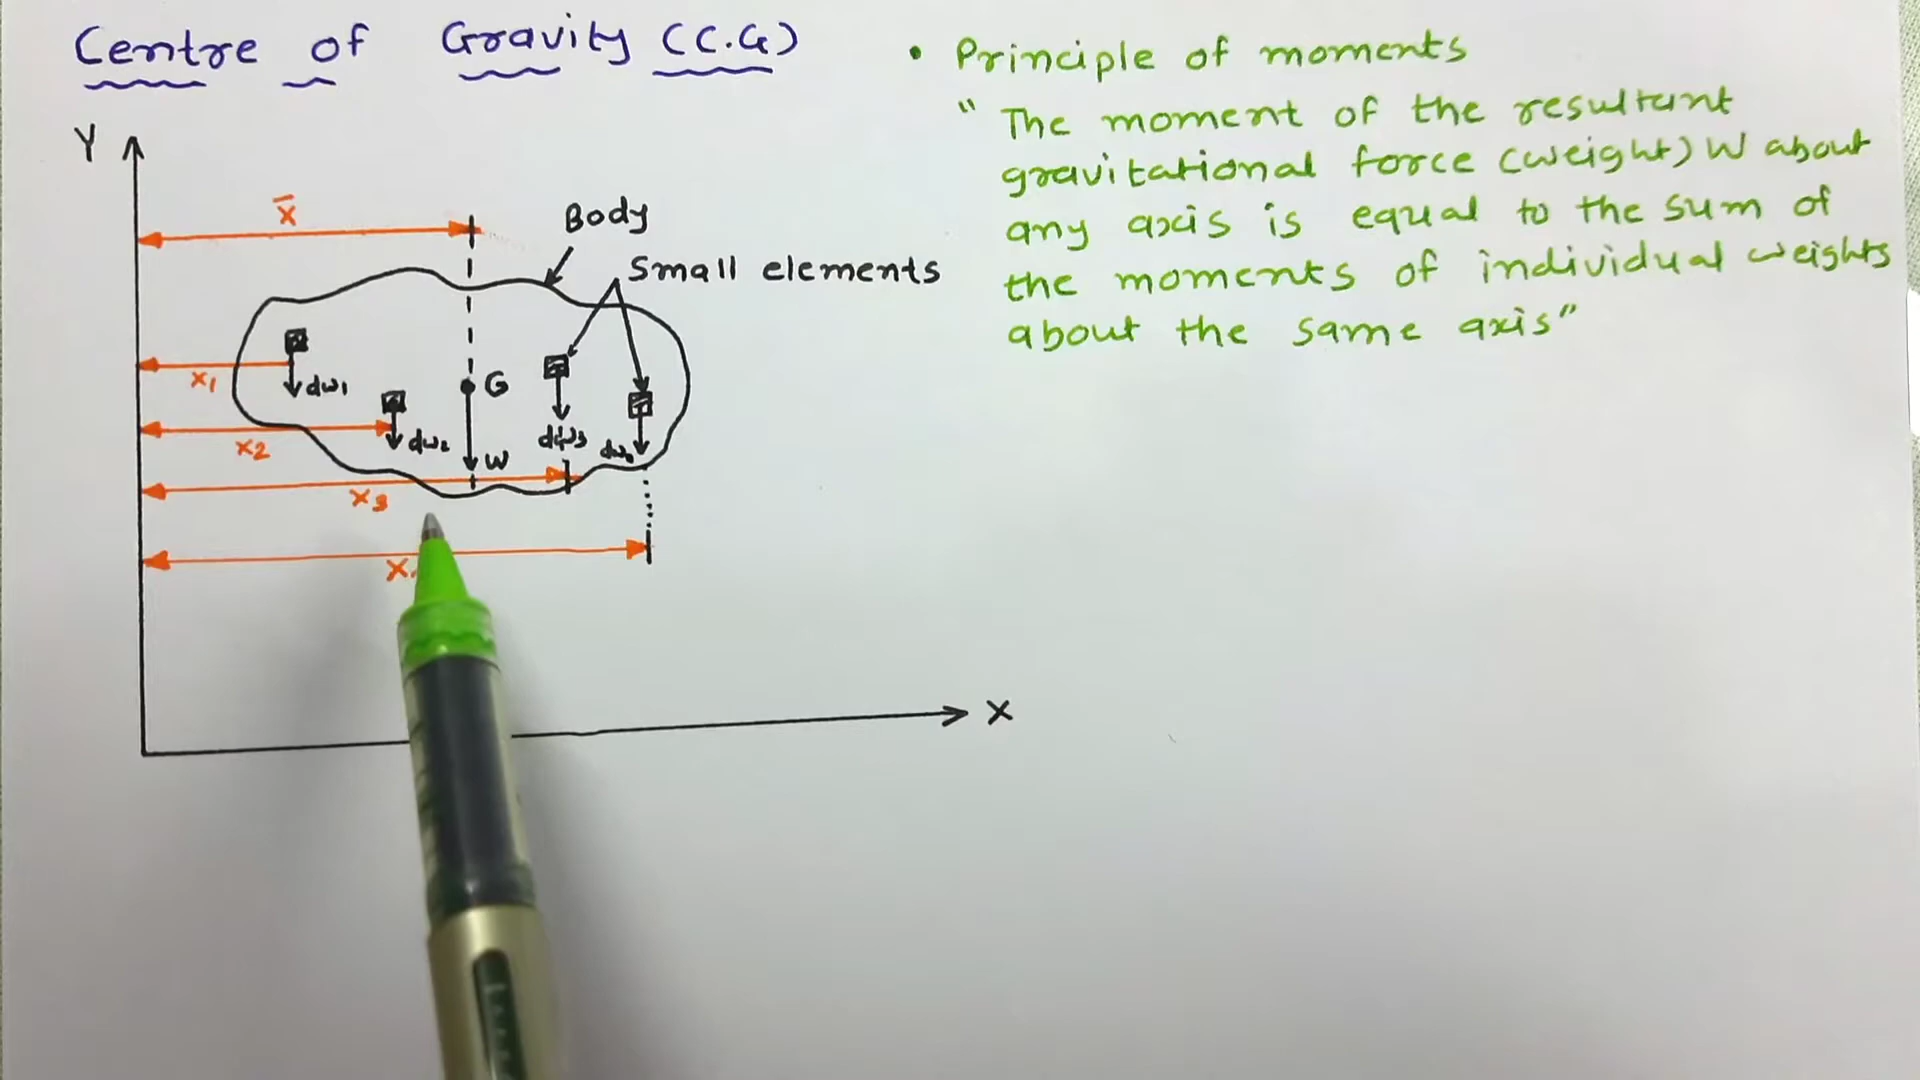 Centre of Gravity (C.G)
• Principle of moments
"The moment of the resultant
gravitational force (weight) W about
any axis is equal to the sum of
the moments of individual weights
about the same axis"
Y
x̄
Body
Small elements
x1
dw1
G
x2
dw2
W
dw3
x3
X